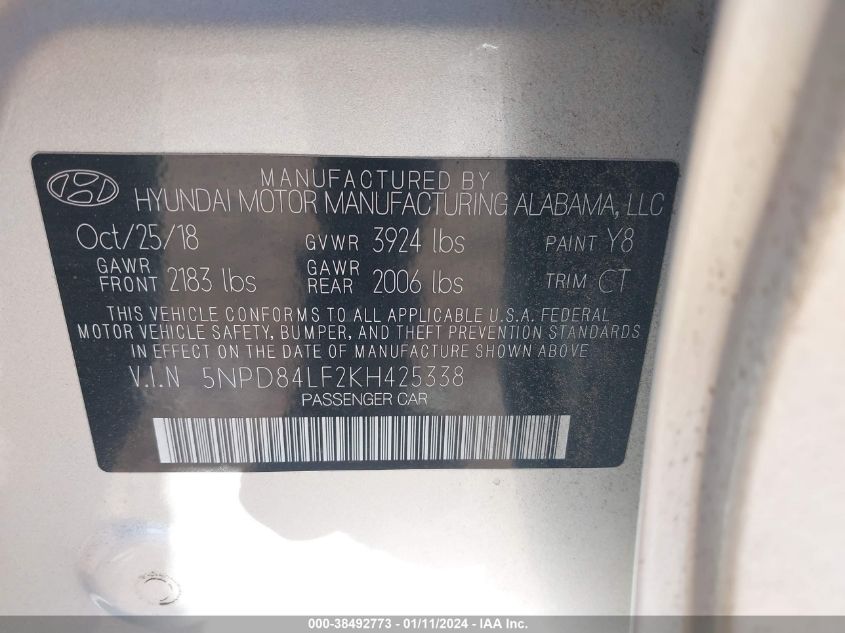 MANUFACTURED BY
HYUNDAI MOTOR MANUFACTURING ALABAMA, LLC
Oct/25/18 GVWR 3924 lbs PAINT Y8
GAWR FRONT 2183 lbs GAWR REAR 2006 lbs TRIM CT
THIS VEHICLE CONFORMS TO ALL APPLICABLE U.S.A. FEDERAL
MOTOR VEHICLE SAFETY, BUMPER, AND THEFT PREVENTION STANDARDS
IN EFFECT ON THE DATE OF MANUFACTURE SHOWN ABOVE
V.I.N 5NPD84LF2KH425338
PASSENGER CAR
000-38492773 - 01/11/2024 - IAA Inc.